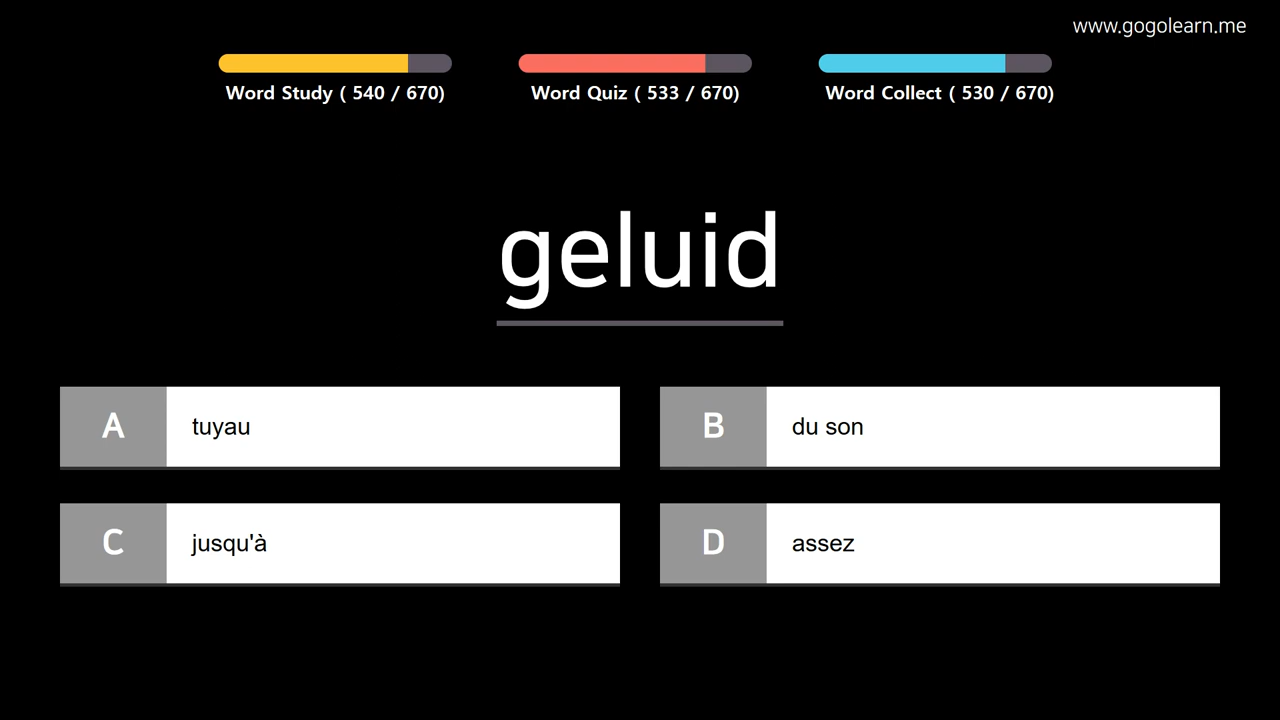 www.gogolearn.me
Word Study ( 540 / 670)
Word Quiz ( 533 / 670)
Word Collect ( 530 / 670)
geluid
A tuyau
B du son
C jusqu'à
D assez